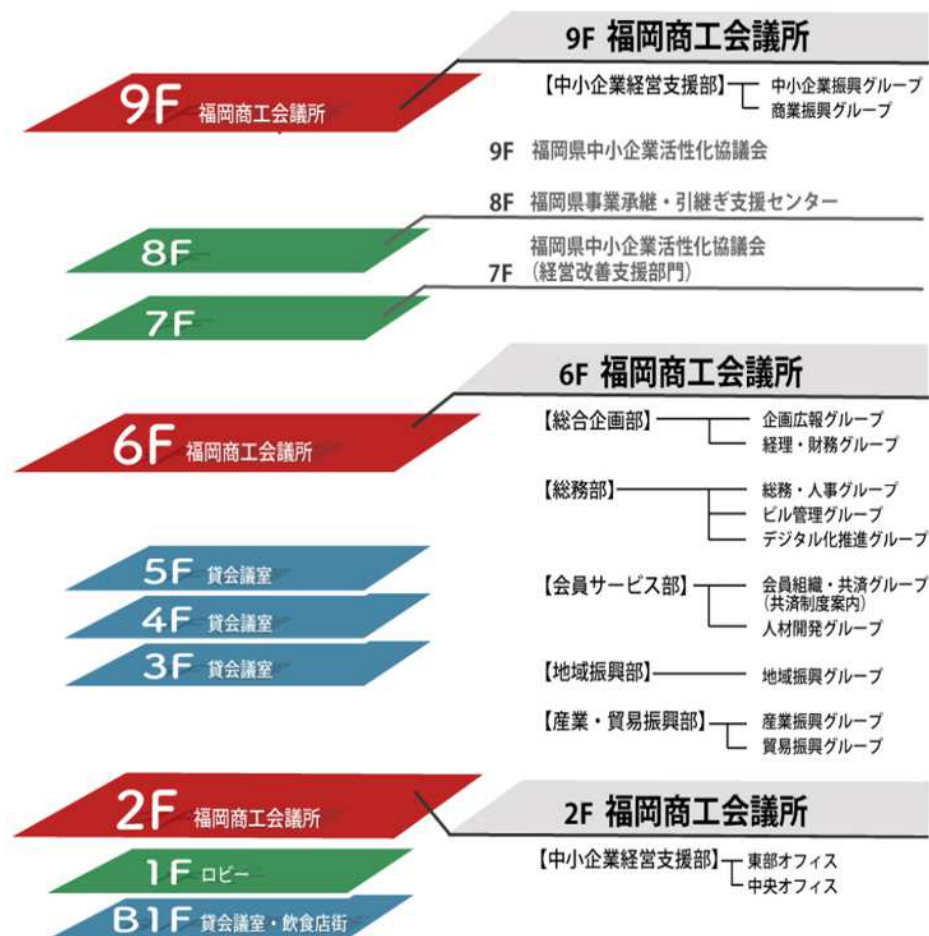 9F 福岡商工会議所
9F 福岡商工会議所
【中小企業経営支援部】
中小企業振興グループ
商業振興グループ
9F 福岡県中小企業活性化協議会
8F 福岡県事業承継・引継ぎ支援センター
8F
福岡県中小企業活性化協議会
7F (経営改善支援部門)
7F
6F 福岡商工会議所
6F 福岡商工会議所
【総合企画部】
企画広報グループ
経理・財務グループ
【総務部】
総務・人事グループ
ビル管理グループ
デジタル化推進グループ
5F 貸会議室
4F 貸会議室
3F 貸会議室
【会員サービス部】
会員組織・共済グループ
(共済制度案内)
人材開発グループ
【地域振興部】
地域振興グループ
【産業・貿易振興部】
産業振興グループ
貿易振興グループ
2F 福岡商工会議所
2F 福岡商工会議所
【中小企業経営支援部】
東部オフィス
中央オフィス
1F ロビー
B1F 貸会議室・飲食店街